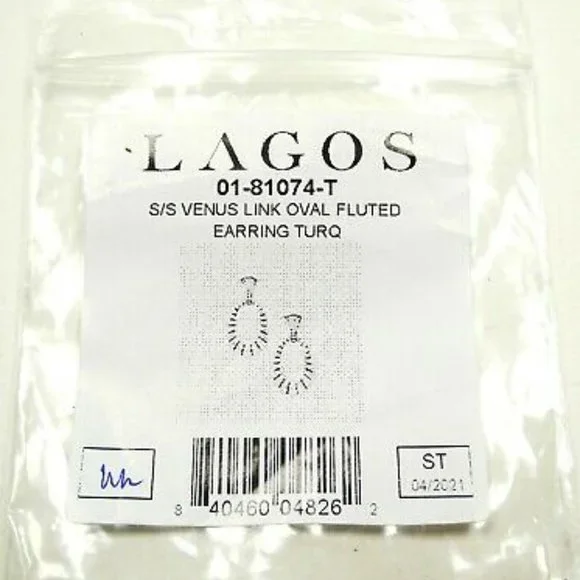 LAGOS
01-81074-T
S/S VENUS LINK OVAL FLUTED
EARRING TURQ
ST
04/2021
8 40460 04826 2